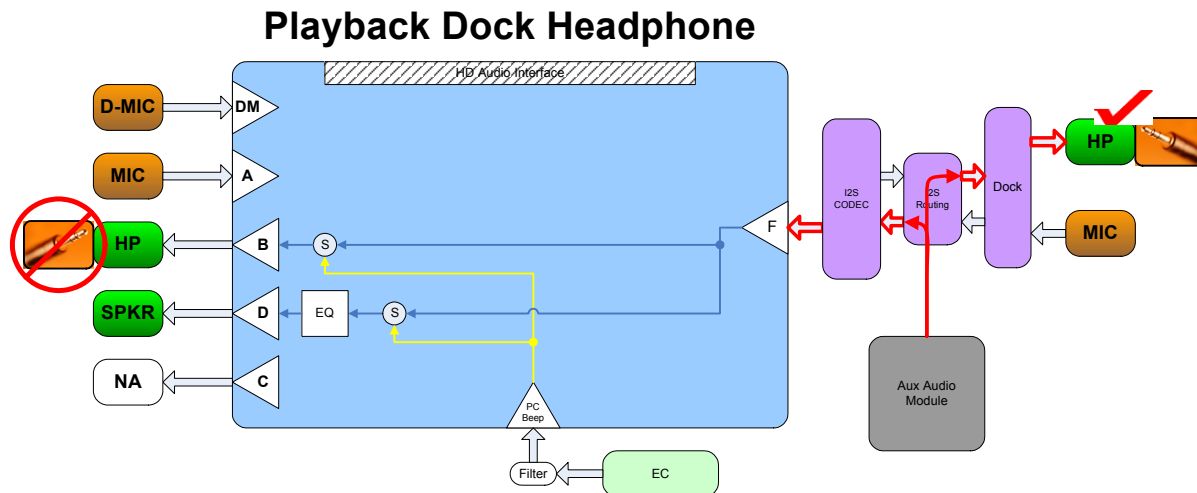 Playback Dock Headphone
HD Audio Interface
D-MIC
DM
MIC
A
HP
B
S
SPKR
D
EQ
S
NA
C
PC
Beep
Filter
EC
F
I2S
CODEC
I2S
Routing
Dock
HP
MIC
Aux Audio
Module